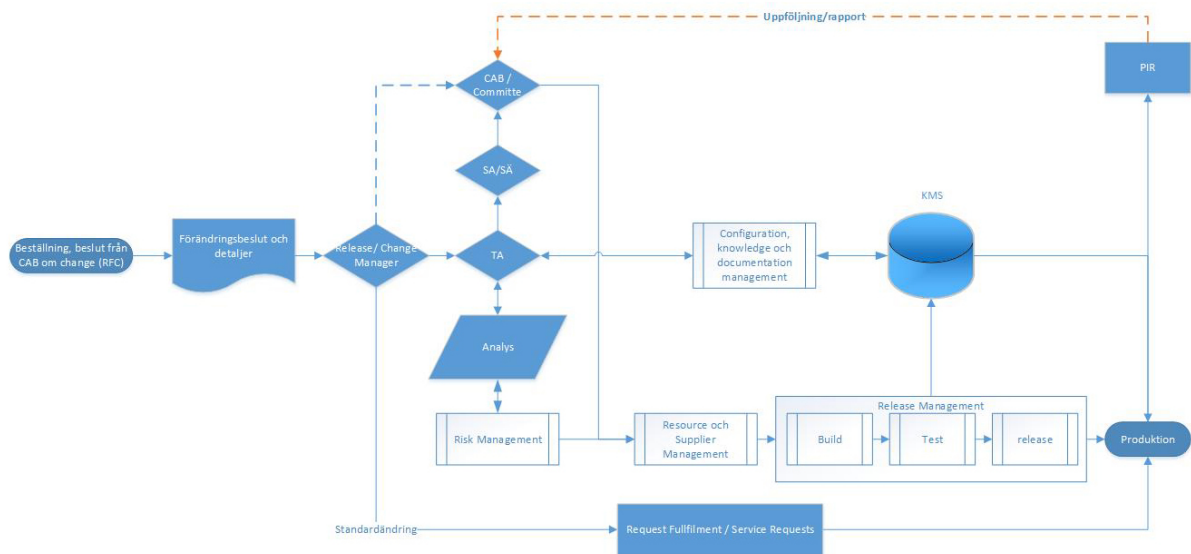 Uppföljning/rapport
PIR
CAB /
Committe
SA/SÄ
KMS
Beställning, beslut från
CAB om change (RFC)
Förändringsbeslut och
detaljer
Release/ Change
Manager
TA
Configuration,
knowledge och
documentation
management
Analys
Risk Management
Resource och
Supplier
Management
Release Management
Build
Test
release
Produktion
Standardändring
Request Fullfilment / Service Requests